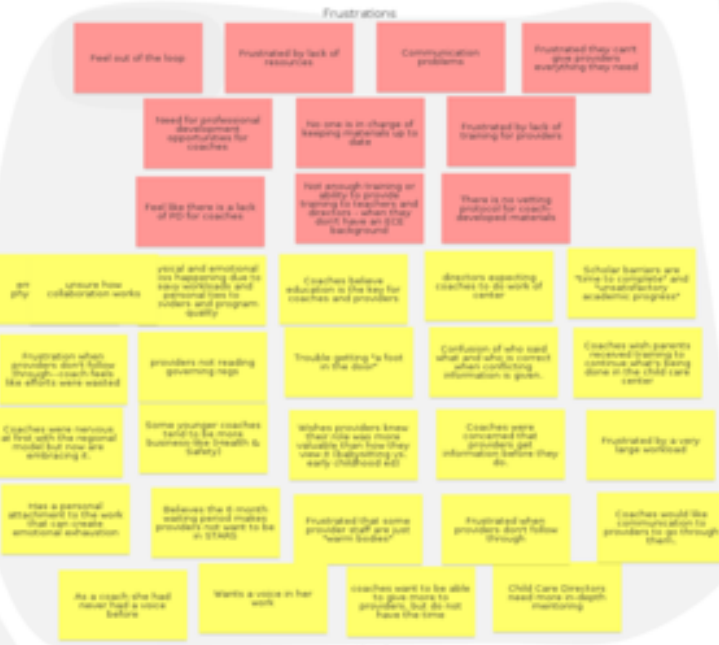 Frustrations
Feel out of the loop
Frustrated by lack of
resources
Communication
problems
Frustrated they can't
give providers
everything they need
Need for professional
development
opportunities for
coaches
No one is in charge of
keeping materials up to
date
Frustrated by lack of
training for providers
Feel like there is a lack
of PD for coaches
Not enough training or
ability to provide
training to teachers and
directors - when they
don't have an ECE
background
There is no vetting
protocol for coach-
developed materials
phy
unsure how
collaboration works
ysical and emotional
happening due to
workloads and
personal ties to
viders and program
quality
Coaches believe
education is the key for
coaches and providers
directors expecting
coaches to do work of
center
Scholar barriers are
"time to complete" and
"unsatisfactory
academic progress"
Frustration when
providers don't follow
through--coach feels
like efforts were wasted
providers not reading
governing regs
Trouble getting "a foot
in the door"
Confusion of who said
what and who is correct
when conflicting
information is given.
Coaches wish parents
received training to
continue what's being
done in the child care
center
Coaches were nervous
at first with the regional
model but now are
embracing it.
Some younger coaches
tend to be more
business-like (Health &
Safety)
Wishes providers knew
their role was more
valuable than how they
view it (babysitting vs.
early childhood ed)
Coaches were
concerned that
providers get
information before they
do.
Frustrated by a very
large workload
Has a personal
attachment to the work
that can create
emotional exhaustion
Believes the 6 month
waiting period makes
providers not want to be
in STARS
Frustrated that some
provider staff are just
"warm bodies"
Frustrated when
providers don't follow
through
Coaches would like
communication to
providers to go through
them.
As a coach she had
never had a voice
before
Wants a voice in her
work
coaches want to be able
to give more to
providers, but do not
have the time
Child Care Directors
need more in-depth
mentoring